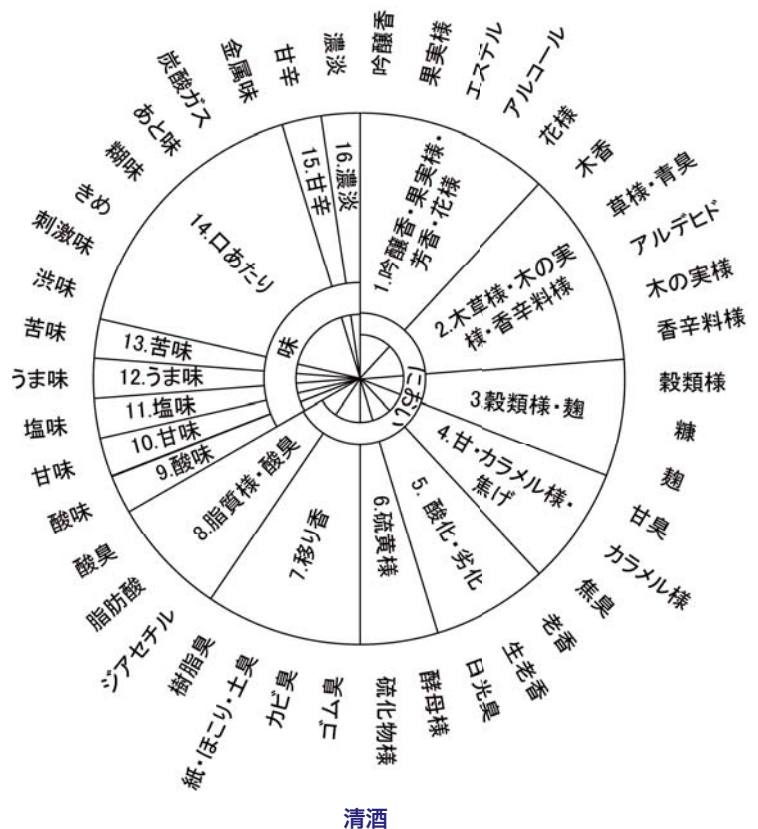 吟醸香
果実様
エステル
アルコール
花様
木香
草様・青臭
アルデヒド
木の実様
香辛料様
穀類様
糠
麹
甘臭
カラメル様
焦臭
老香
生老香
日光臭
酵母様
硫化物様
ゴム臭
カビ臭
紙・ほこり・土臭
樹脂臭
ジアセチル
脂肪酸
酸臭
酸味
甘味
塩味
うま味
苦味
渋味
刺激味
きめ
糊味
あと味
炭酸ガス
金属味
甘辛
濃淡
1.吟醸香・果実様・
芳香・花様
2.木草様・木の実
様・香辛料様
3穀類様・麹
4.甘・カラメル様・
焦げ
5. 酸化・劣化
6.硫黄様
7.移り香
8.脂質様・酸臭
9.酸味
10.甘味
11.塩味
12.うま味
13.苦味
14.口あたり
15.甘辛
16.濃淡
味
におい
清酒